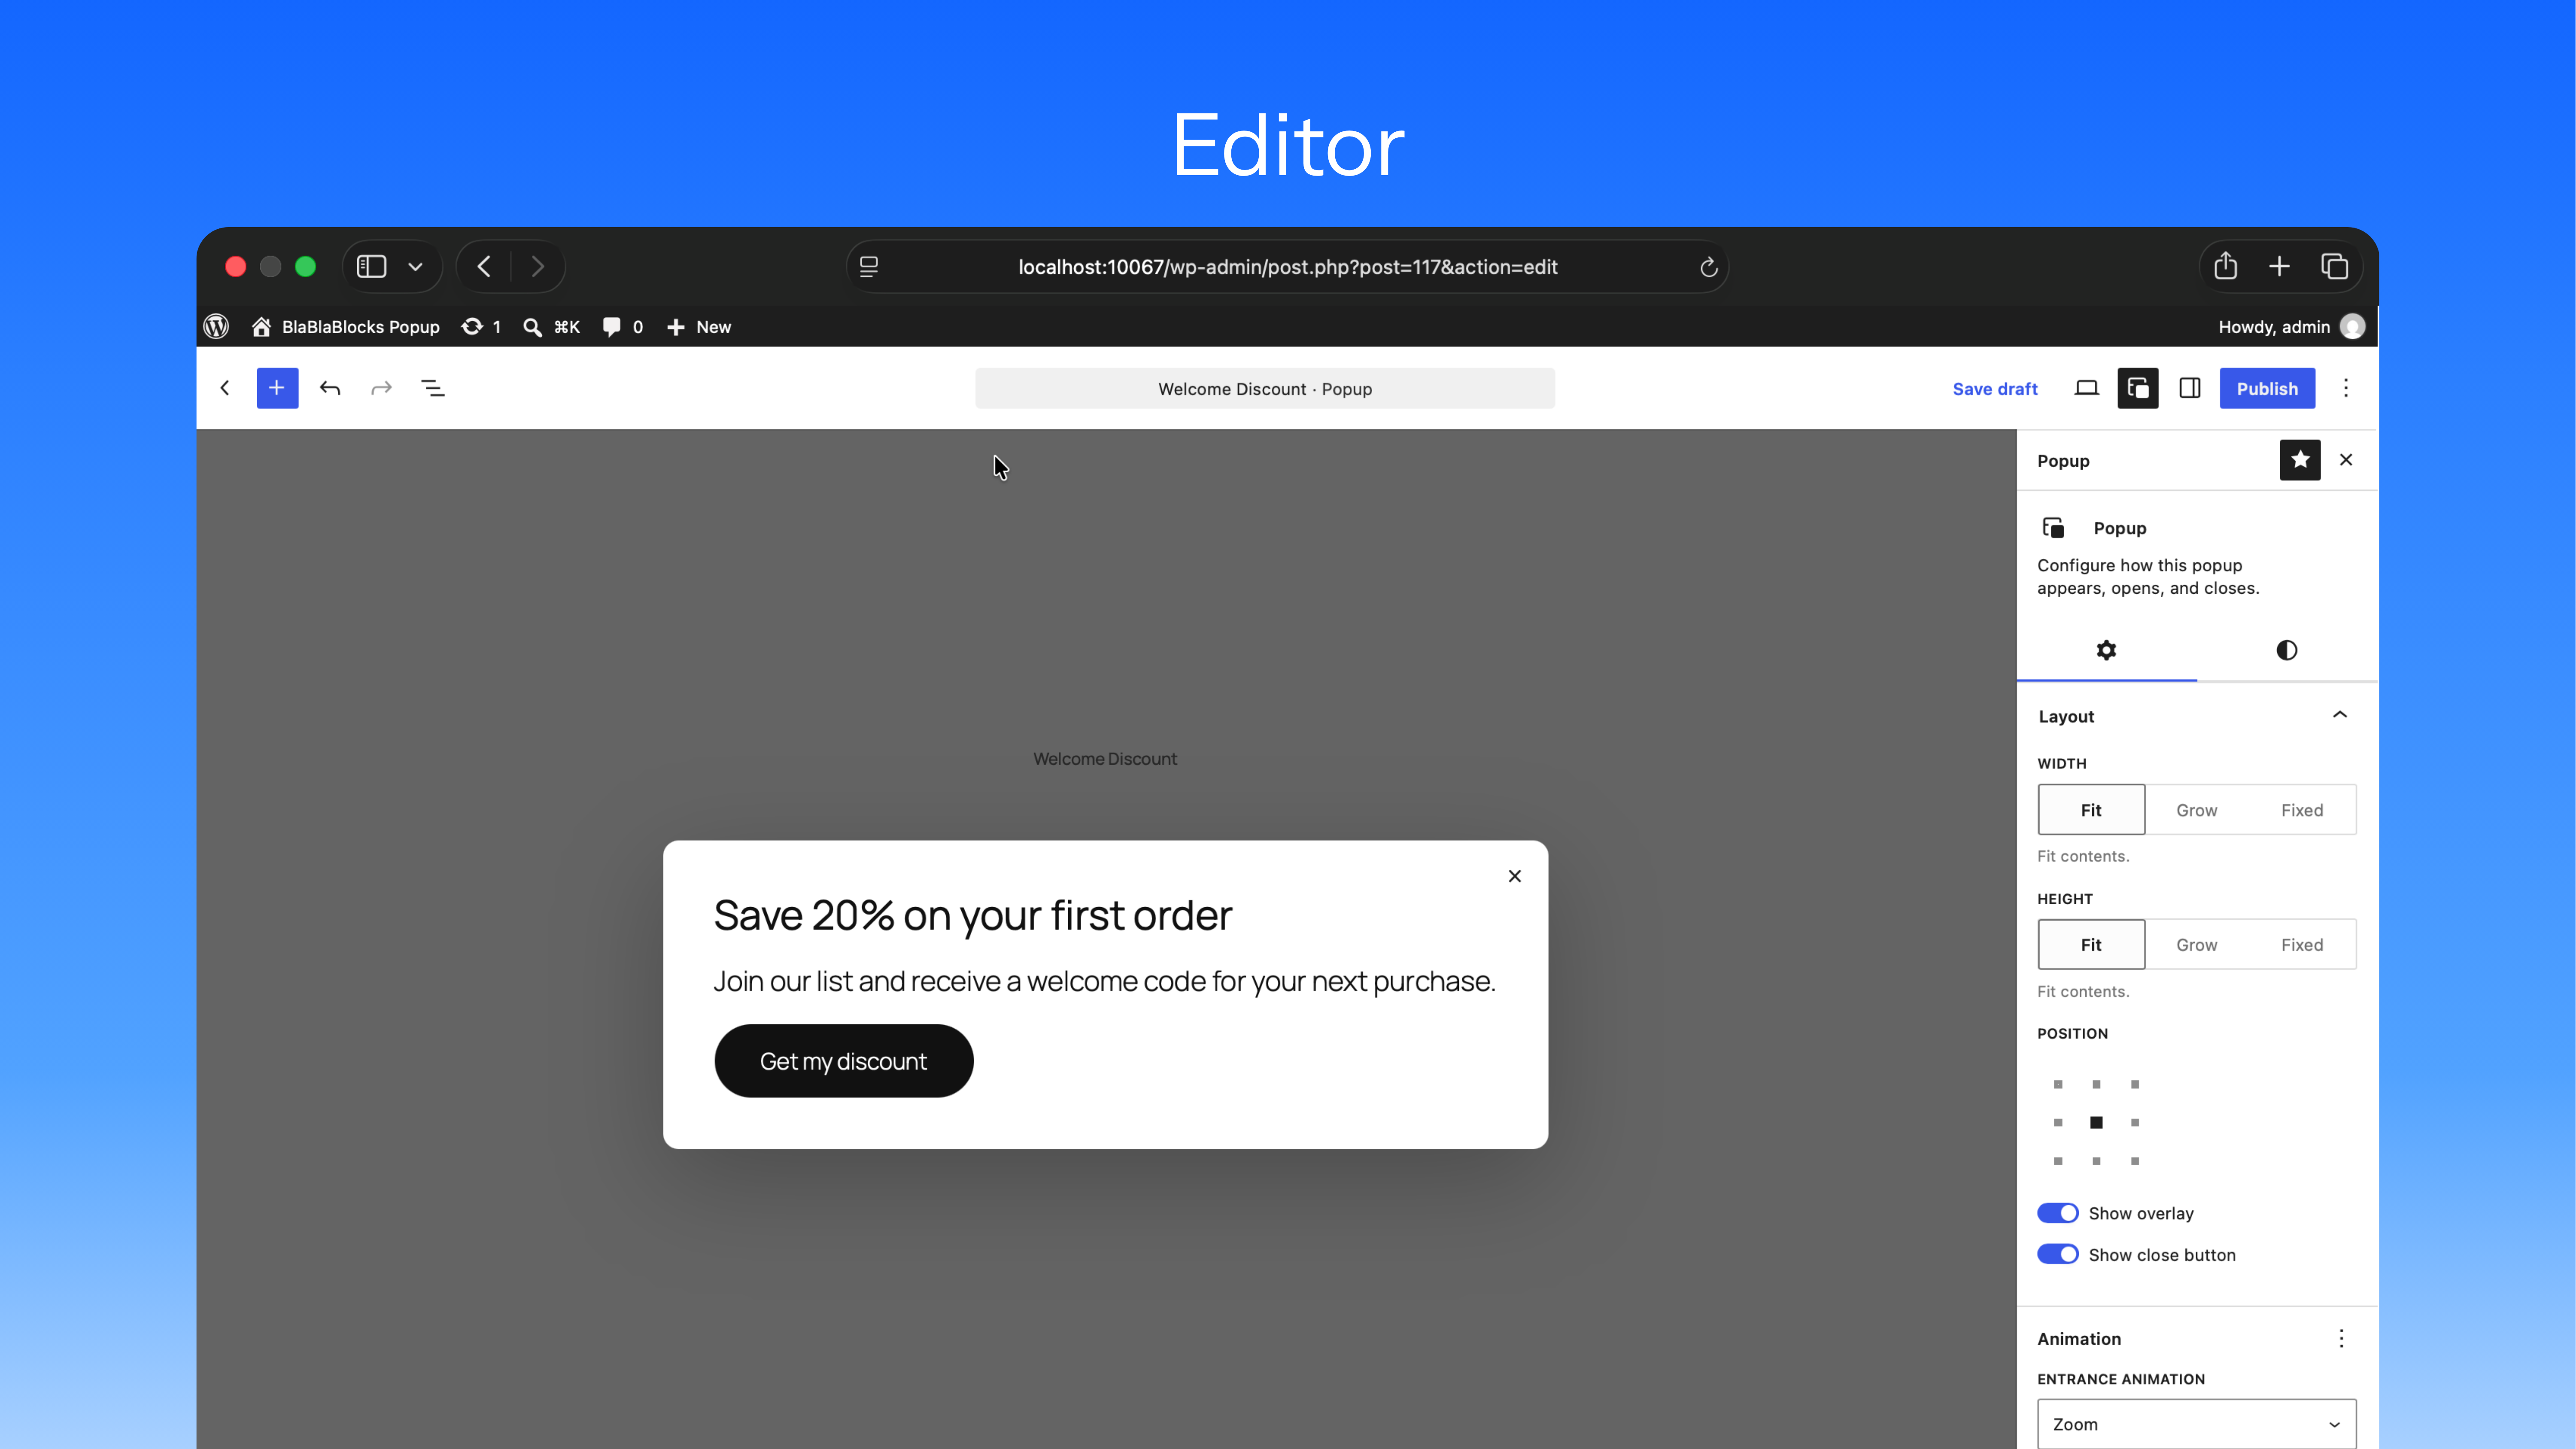 Editor
localhost:10067/wp-admin/post.php?post=117&action=edit
BlaBlaBlocks Popup 1 ⌘K 0 New Howdy, admin
Welcome Discount · Popup Save draft Publish
Popup
Popup
Configure how this popup
appears, opens, and closes.
Layout
WIDTH
Fit Grow Fixed
Fit contents.
HEIGHT
Fit Grow Fixed
Fit contents.
POSITION
Show overlay
Show close button
Animation
ENTRANCE ANIMATION
Zoom
Welcome Discount
Save 20% on your first order
Join our list and receive a welcome code for your next purchase.
Get my discount